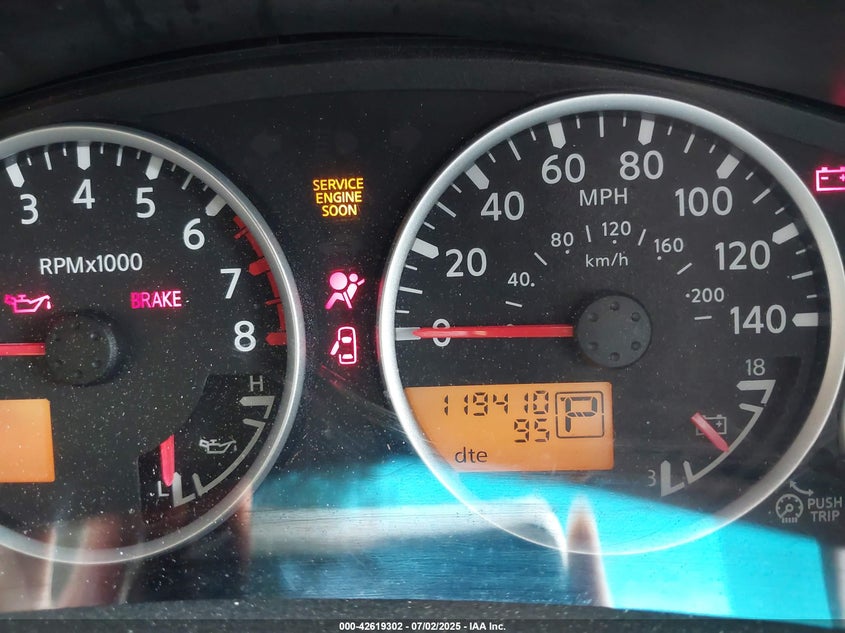 3 4 5 6 7 8
RPMx1000
BRAKE
H
L
SERVICE
ENGINE
SOON
0 20 40 60 80 100 120 140
MPH
40 80 120 160 200
km/h
119410
95
P
dte
18
PUSH
TRIP
000-42619302 - 07/02/2025 - IAA Inc.